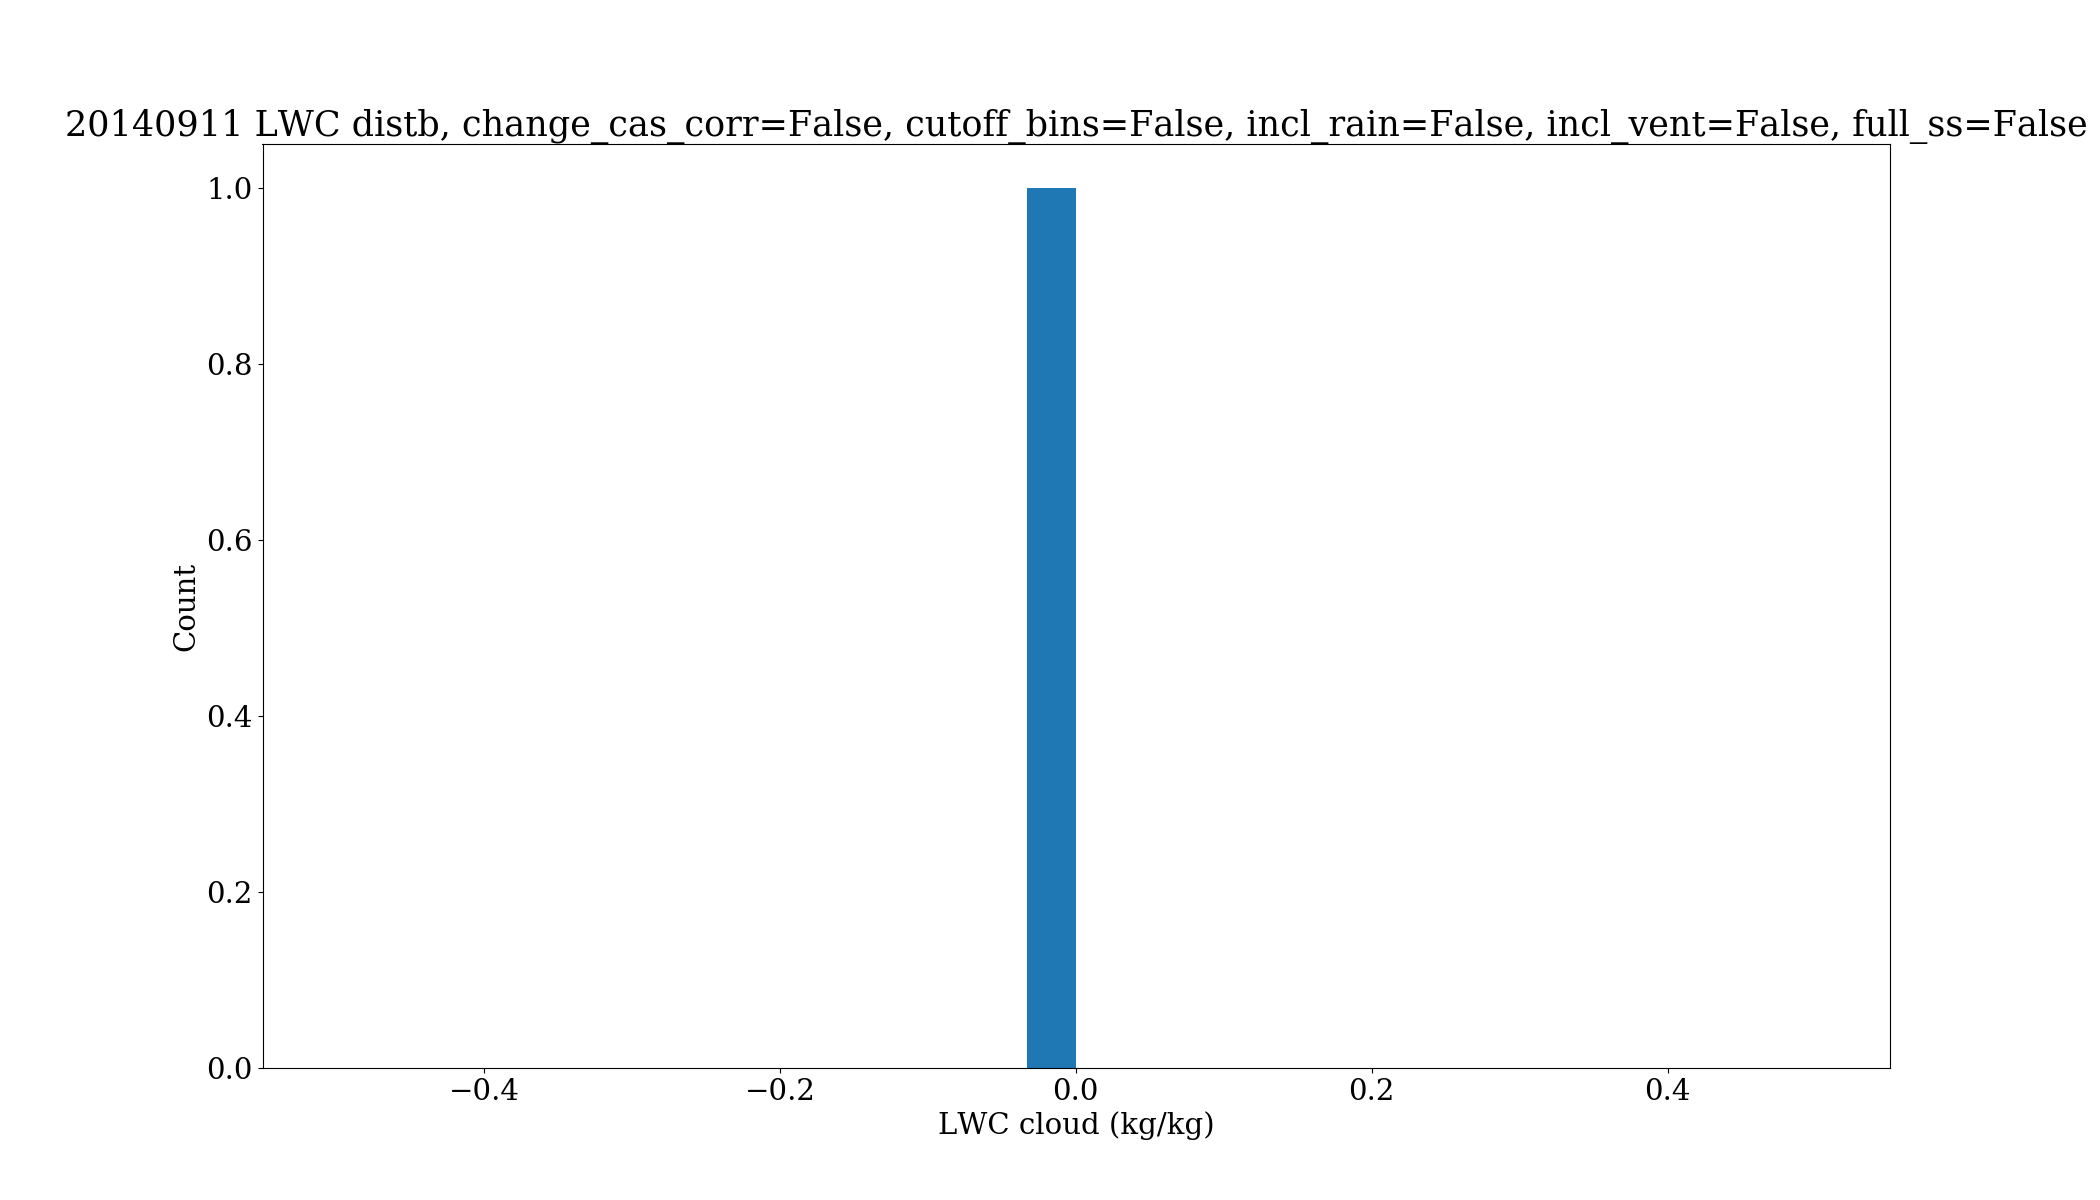 20140911 LWC distb, change_cas_corr=False, cutoff_bins=False, incl_rain=False, incl_vent=False, full_ss=False
1.0
0.8
0.6
0.4
0.2
0.0
Count
−0.4 −0.2 0.0 0.2 0.4
LWC cloud (kg/kg)